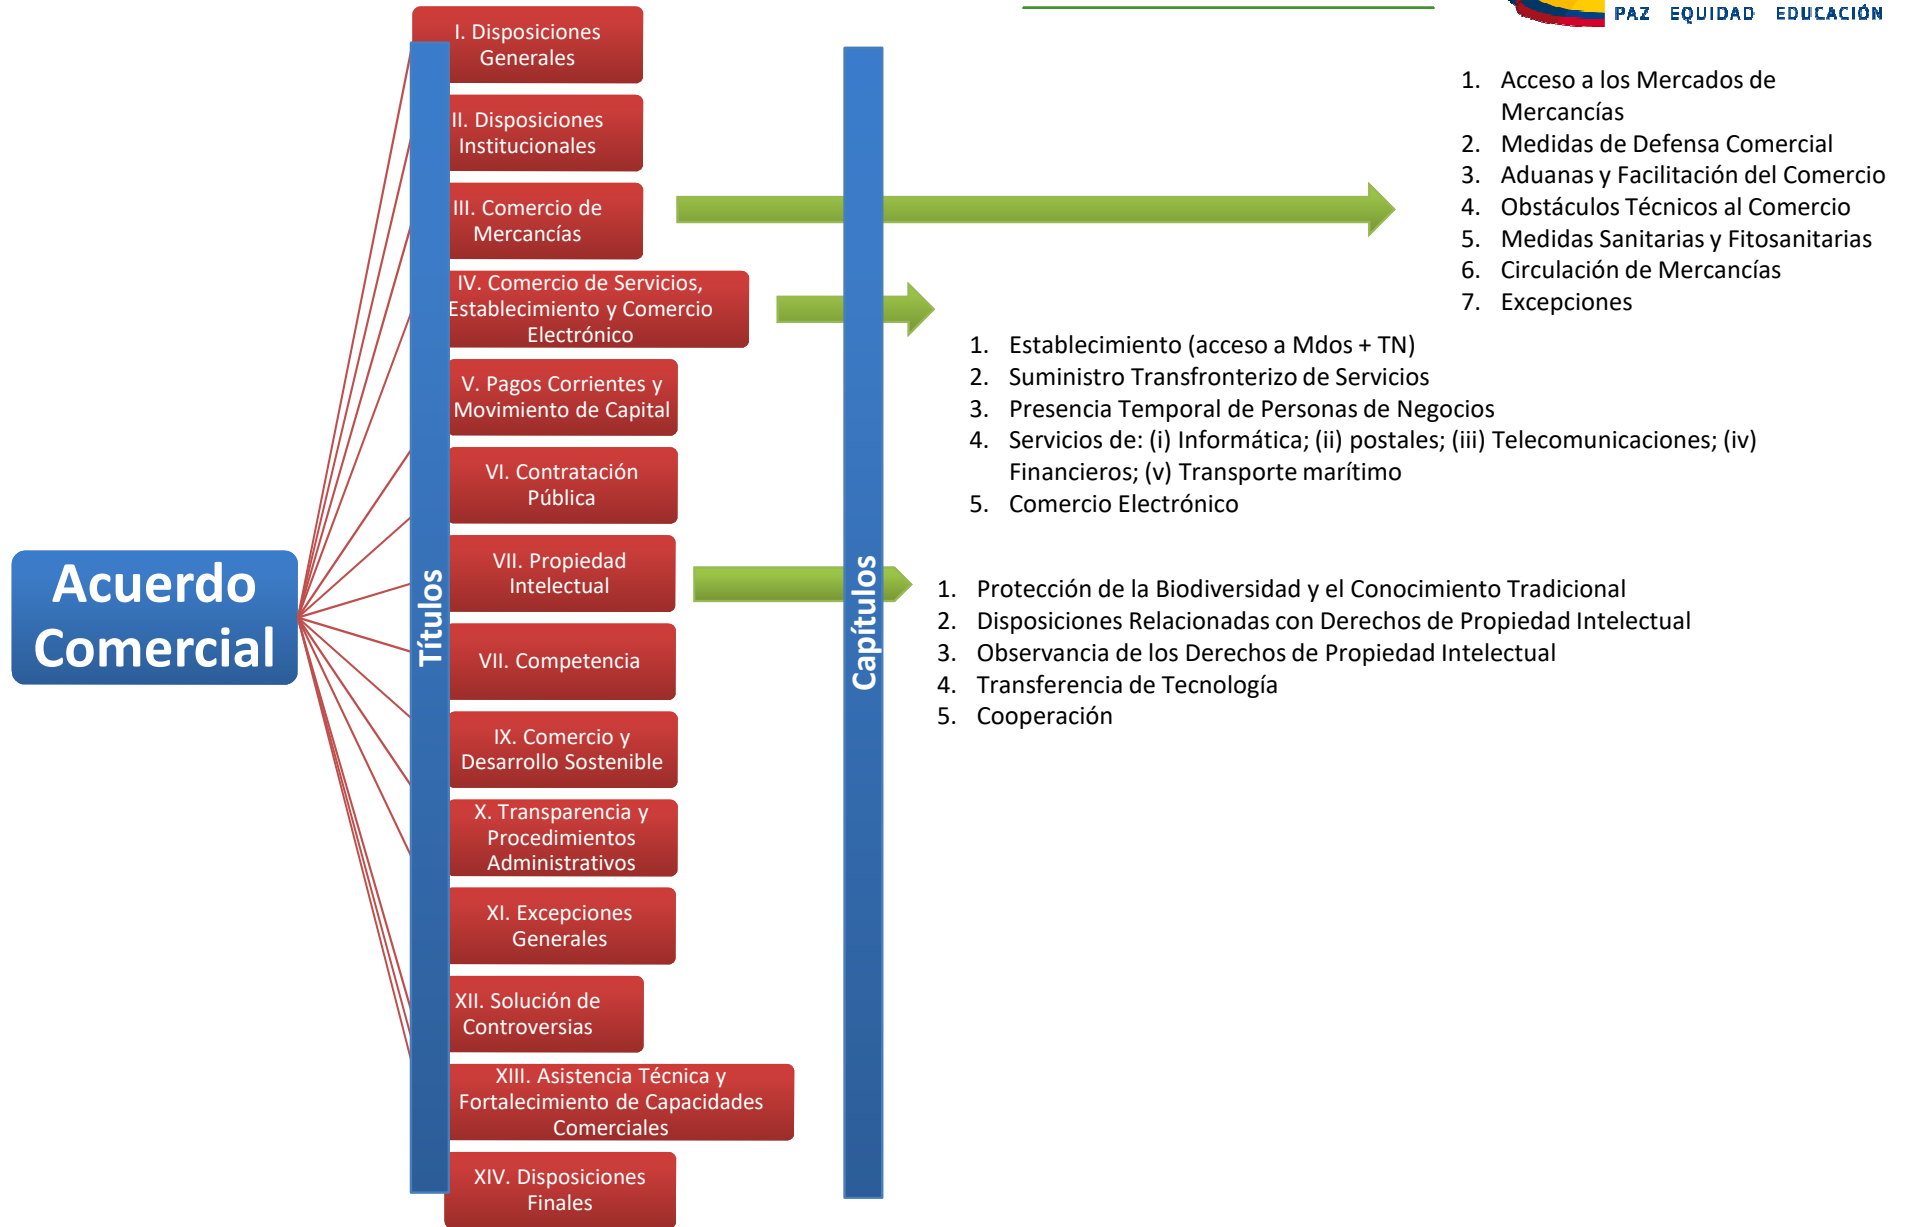 PAZ EQUIDAD EDUCACIÓN
Acuerdo
Comercial
Títulos
I. Disposiciones
Generales
II. Disposiciones
Institucionales
III. Comercio de
Mercancías
IV. Comercio de Servicios,
Establecimiento y Comercio
Electrónico
V. Pagos Corrientes y
Movimiento de Capital
VI. Contratación
Pública
VII. Propiedad
Intelectual
VII. Competencia
IX. Comercio y
Desarrollo Sostenible
X. Transparencia y
Procedimientos
Administrativos
XI. Excepciones
Generales
XII. Solución de
Controversias
XIII. Asistencia Técnica y
Fortalecimiento de Capacidades
Comerciales
XIV. Disposiciones
Finales
Capítulos
1. Acceso a los Mercados de
Mercancías
2. Medidas de Defensa Comercial
3. Aduanas y Facilitación del Comercio
4. Obstáculos Técnicos al Comercio
5. Medidas Sanitarias y Fitosanitarias
6. Circulación de Mercancías
7. Excepciones
1. Establecimiento (acceso a Mdos + TN)
2. Suministro Transfronterizo de Servicios
3. Presencia Temporal de Personas de Negocios
4. Servicios de: (i) Informática; (ii) postales; (iii) Telecomunicaciones; (iv)
Financieros; (v) Transporte marítimo
5. Comercio Electrónico
1. Protección de la Biodiversidad y el Conocimiento Tradicional
2. Disposiciones Relacionadas con Derechos de Propiedad Intelectual
3. Observancia de los Derechos de Propiedad Intelectual
4. Transferencia de Tecnología
5. Cooperación